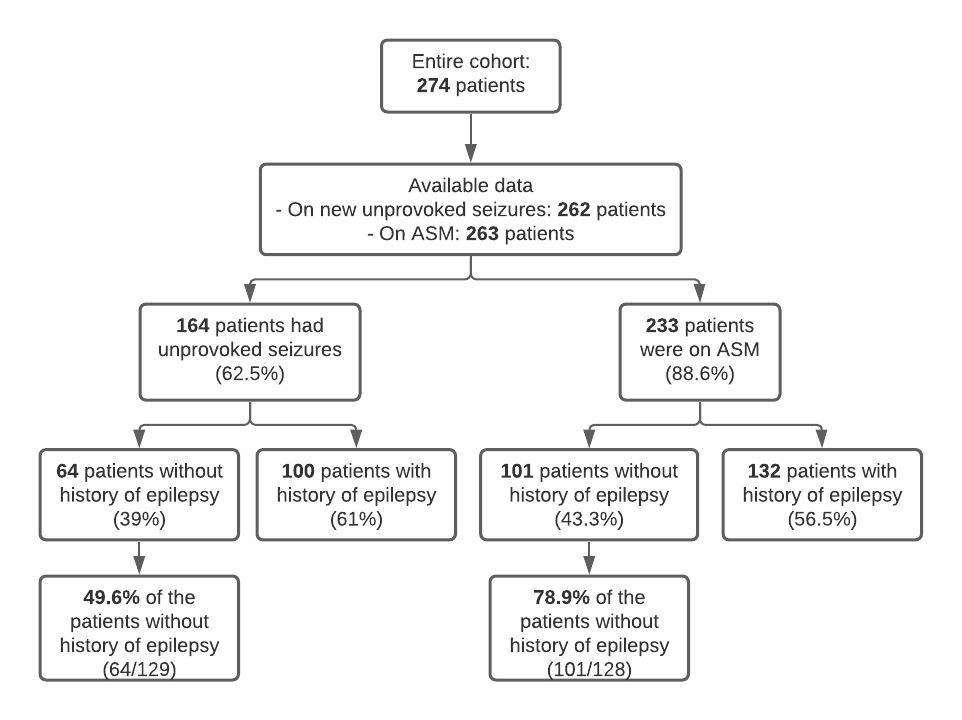 Entire cohort:
274 patients
Available data
- On new unprovoked seizures: 262 patients
- On ASM: 263 patients
164 patients had
unprovoked seizures
(62.5%)
233 patients
were on ASM
(88.6%)
64 patients without
history of epilepsy
(39%)
100 patients with
history of epilepsy
(61%)
101 patients without
history of epilepsy
(43.3%)
132 patients with
history of epilepsy
(56.5%)
49.6% of the
patients without
history of epilepsy
(64/129)
78.9% of the
patients without
history of epilepsy
(101/128)